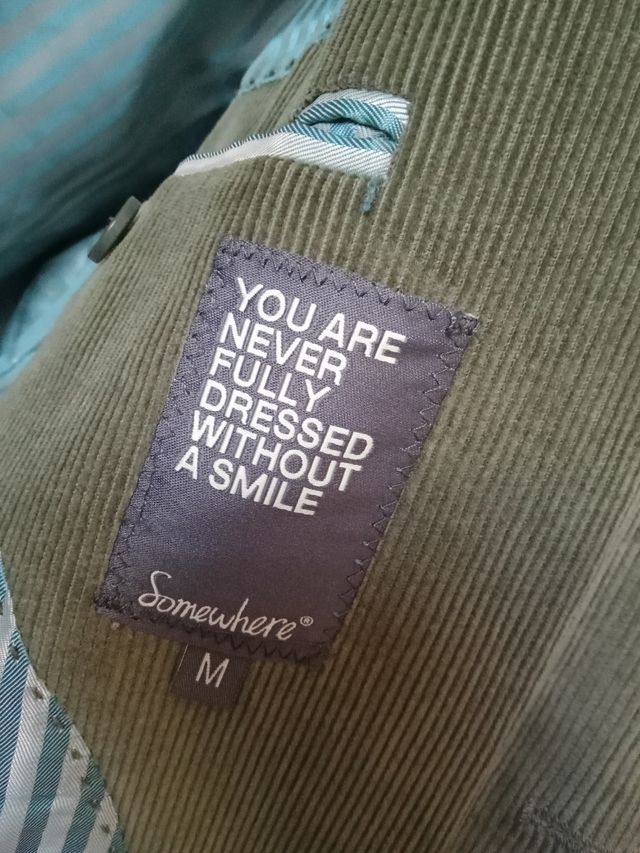 YOU ARE
NEVER
FULLY
DRESSED
WITHOUT
A SMILE
Somewhere®
M